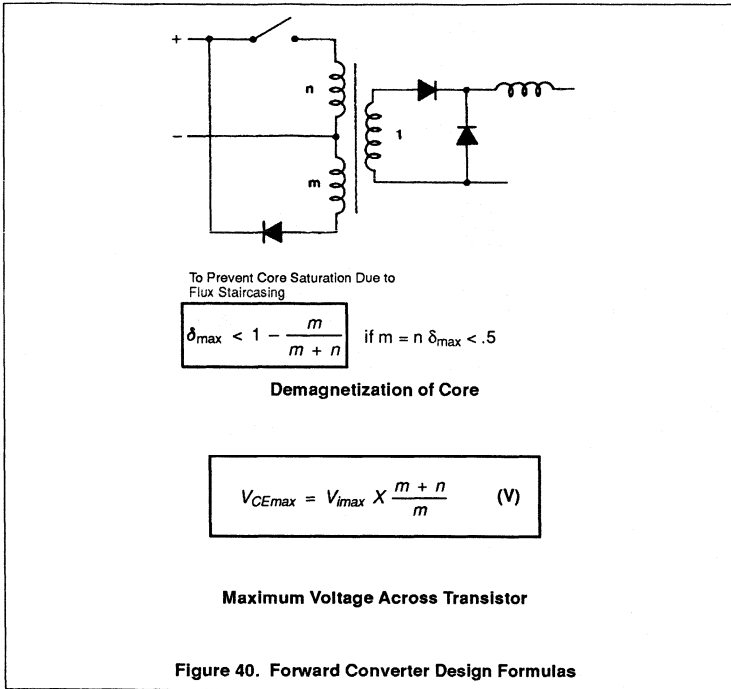 +
n
1
−
m
To Prevent Core Saturation Due to
Flux Staircasing
δmax < 1 − m / (m + n) if m = n δmax < .5
Demagnetization of Core
VCEmax = Vimax X (m + n) / m (V)
Maximum Voltage Across Transistor
Figure 40. Forward Converter Design Formulas